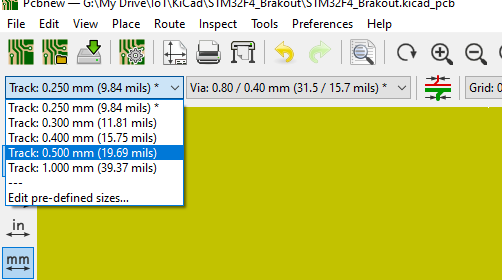 Pcbnew — G:\My Drive\IoT\KiCad\STM32F4_Brakout\STM32F4_Brakout.kicad_pcb
File Edit View Place Route Inspect Tools Preferences Help
Track: 0.250 mm (9.84 mils) * Via: 0.80 / 0.40 mm (31.5 / 15.7 mils) * Grid: 0
Track: 0.250 mm (9.84 mils) *
Track: 0.300 mm (11.81 mils)
Track: 0.400 mm (15.75 mils)
Track: 0.500 mm (19.69 mils)
Track: 1.000 mm (39.37 mils)
---
Edit pre-defined sizes...
in
mm